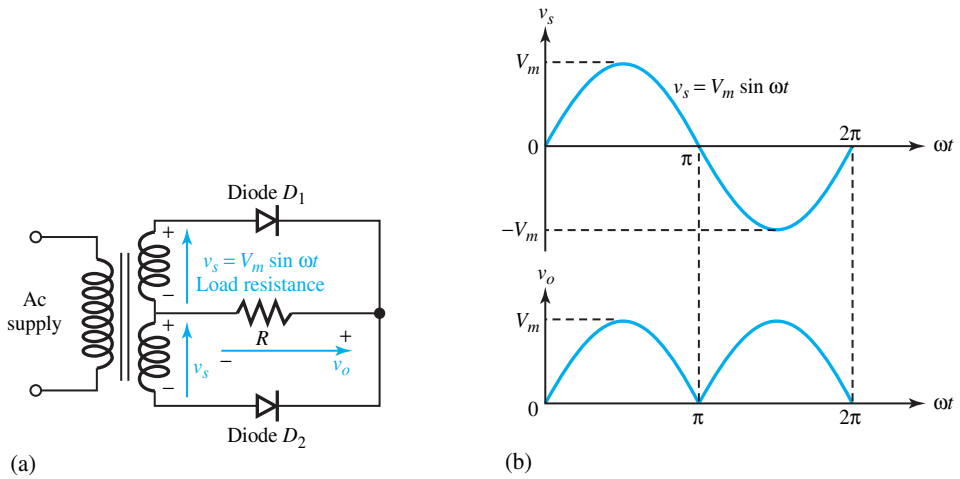 Diode D₁
+
vₛ = Vₘ sin ωt
−
Load resistance
Ac
supply
+
R
+
vₛ
−
vₒ
−
Diode D₂
(a)
vₛ
Vₘ
vₛ = Vₘ sin ωt
2π
0
π
ωt
−Vₘ
vₒ
Vₘ
0
π
2π
ωt
(b)